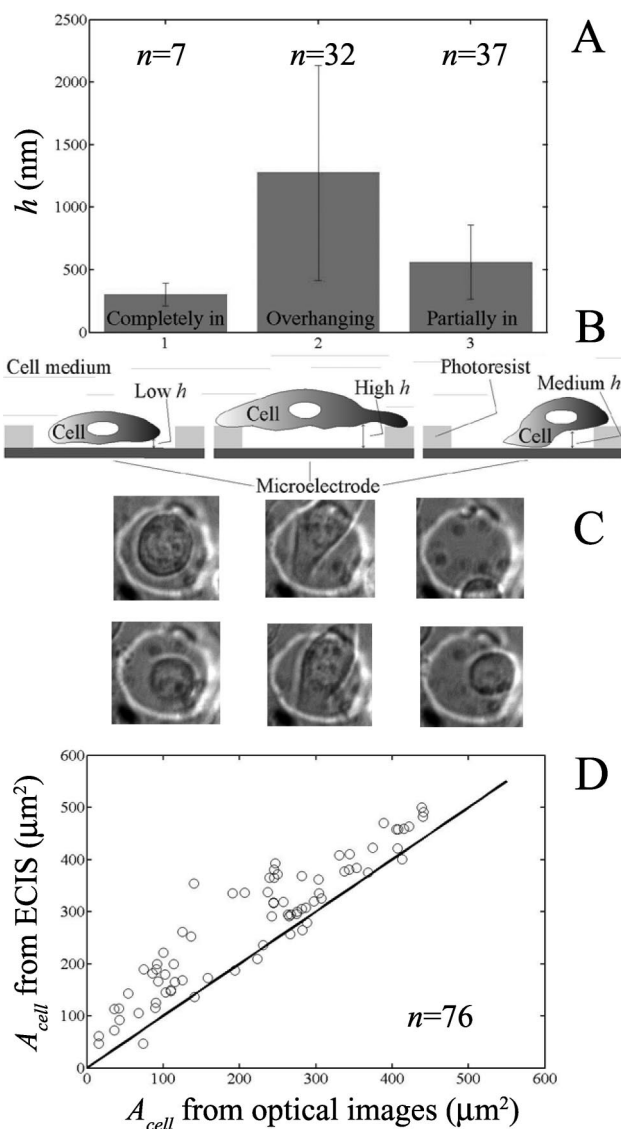 A
n=7 n=32 n=37
2500
2000
1500
1000
500
0
h (nm)
Completely in Overhanging Partially in
1 2 3
B
Cell medium
Photoresist
Low h
High h
Medium h
Cell
Cell
Cell
Microelectrode
C
D
600
500
400
300
200
100
0
A_cell from ECIS (μm²)
n=76
0 100 200 300 400 500 600
A_cell from optical images (μm²)